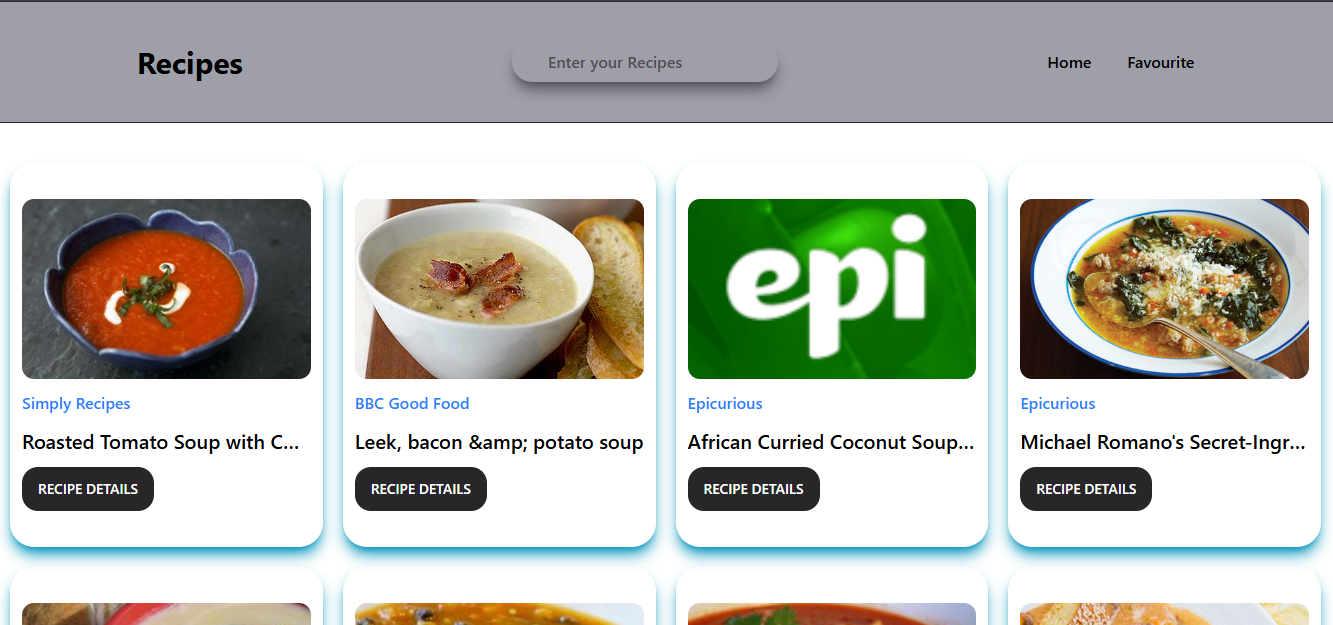 Recipes
Enter your Recipes
Home
Favourite
epi
Simply Recipes
BBC Good Food
Epicurious
Epicurious
Roasted Tomato Soup with C...
Leek, bacon &amp; potato soup
African Curried Coconut Soup...
Michael Romano's Secret-Ingr...
RECIPE DETAILS
RECIPE DETAILS
RECIPE DETAILS
RECIPE DETAILS